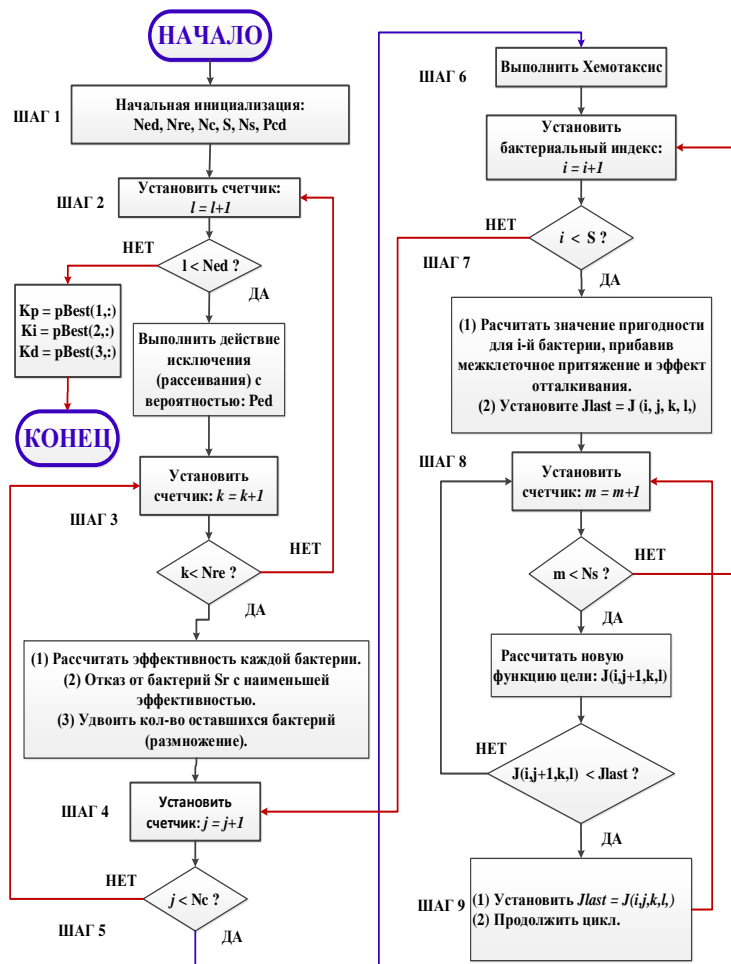 НАЧАЛО
ШАГ 1
Начальная инициализация:
Ned, Nre, Nc, S, Ns, Pcd
ШАГ 2
Установить счетчик:
l = l+1
НЕТ
l < Ned ?
ДА
Kp = pBest(1,:)
Ki = pBest(2,:)
Kd = pBest(3,:)
КОНЕЦ
Выполнить действие
исключения
(рассеивания) с
вероятностью: Ped
Установить
счетчик: k = k+1
ШАГ 3
НЕТ
k< Nre ?
ДА
(1) Рассчитать эффективность каждой бактерии.
(2) Отказ от бактерий Sr с наименьшей
эффективностью.
(3) Удвоить кол-во оставшихся бактерий
(размножение).
ШАГ 4
Установить
счетчик: j = j+1
НЕТ
j < Nc ?
ШАГ 5
ДА
ШАГ 6
Выполнить Хемотаксис
Установить
бактериальный индекс:
i = i+1
НЕТ
i < S ?
ШАГ 7
ДА
(1) Расчитать значение пригодности
для i-й бактерии, прибавив
межклеточное притяжение и эффект
отталкивания.
(2) Установите Jlast = J (i, j, k, l,)
ШАГ 8
Установить
счетчик: m = m+1
m < Ns ?
НЕТ
ДА
Рассчитать новую
функцию цели: J(i,j+1,k,l)
НЕТ
J(i,j+1,k,l) < Jlast ?
ДА
ШАГ 9
(1) Установить Jlast = J(i,j,k,l,)
(2) Продолжить цикл.